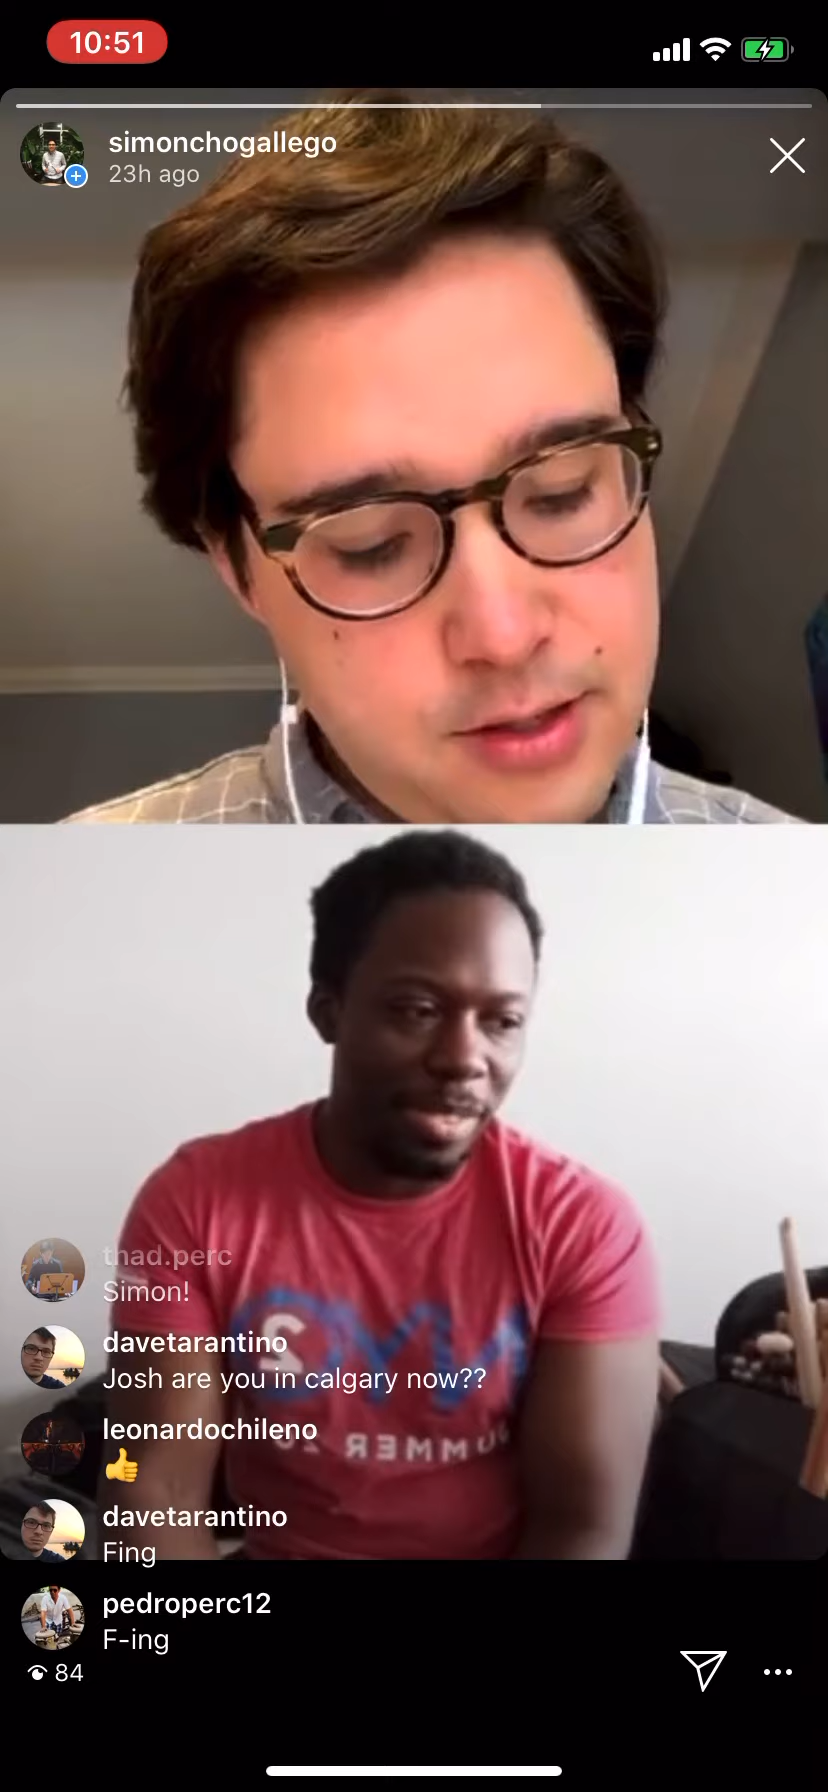 10:51
simonchogallego
23h ago
thad.perc
Simon!
davetarantino
Josh are you in calgary now??
leonardochileno
👍
davetarantino
Fing
pedroperc12
F-ing
84